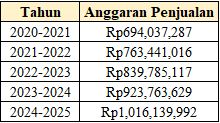 Tahun Anggaran Penjualan
2020-2021 Rp694,037,287
2021-2022 Rp763,441,016
2022-2023 Rp839,785,117
2023-2024 Rp923,763,629
2024-2025 Rp1,016,139,992